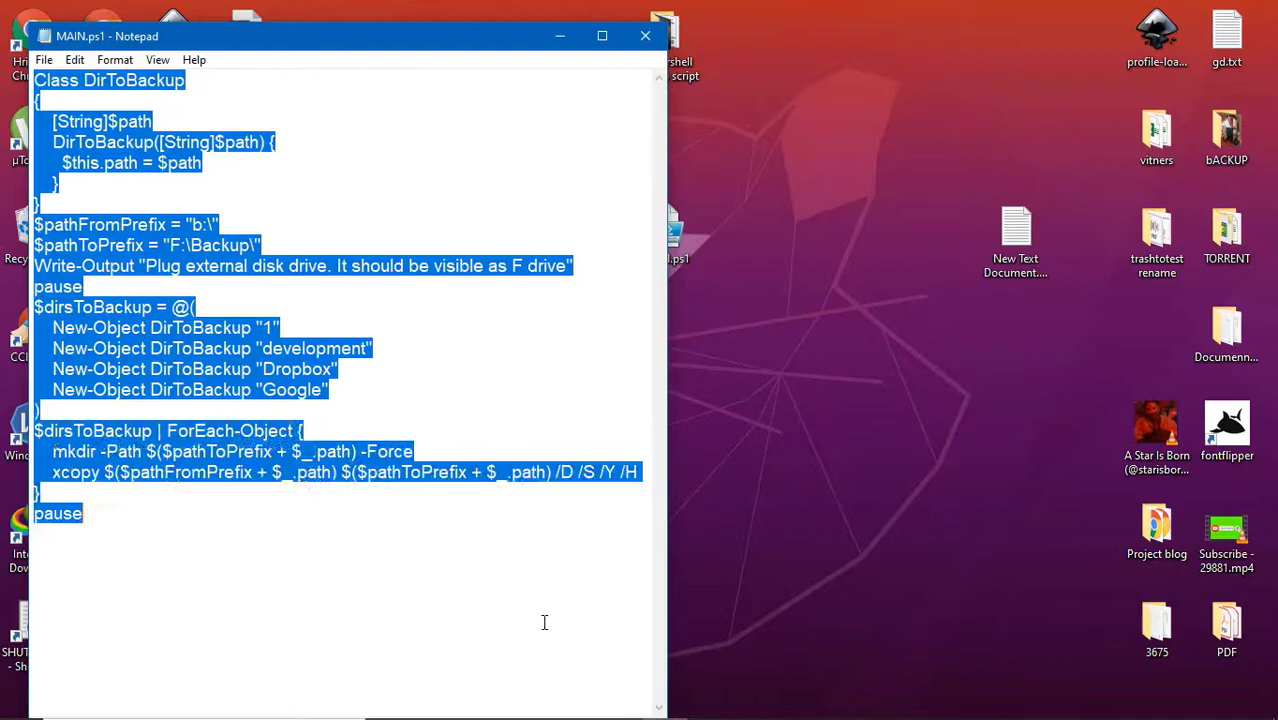 MAIN.ps1 - Notepad
File Edit Format View Help
Class DirToBackup
{
[String]$path
DirToBackup([String]$path) {
$this.path = $path
}
}
$pathFromPrefix = "b:\"
$pathToPrefix = "F:\Backup\"
Write-Output "Plug external disk drive. It should be visible as F drive"
pause
$dirsToBackup = @(
New-Object DirToBackup "1"
New-Object DirToBackup "development"
New-Object DirToBackup "Dropbox"
New-Object DirToBackup "Google"
)
$dirsToBackup | ForEach-Object {
mkdir -Path $($pathToPrefix + $_.path) -Force
xcopy $($pathFromPrefix + $_.path) $($pathToPrefix + $_.path) /D /S /Y /H
}
pause
script
New Text
Document....
profile-loa...
gd.txt
vitners
bACKUP
trashtotest
rename
TORRENT
Documenn...
A Star Is Born
(@starisbor...
fontflipper
Project blog
Subscribe -
29881.mp4
3675
PDF